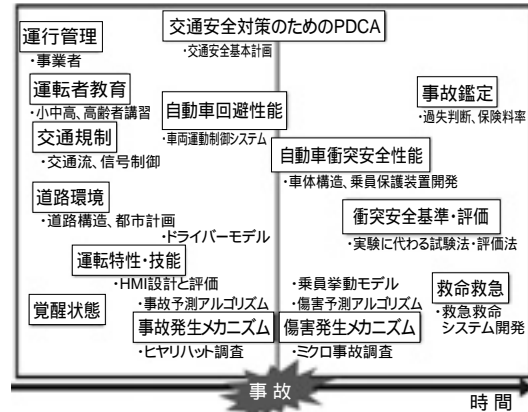 交通安全対策のためのPDCA
・交通安全基本計画
運行管理
・事業者
運転者教育
・小中高、高齢者講習
自動車回避性能
・車両運動制御システム
事故鑑定
・過失判断、保険料率
交通規制
・交通流、信号制御
自動車衝突安全性能
・車体構造、乗員保護装置開発
道路環境
・道路構造、都市計画
衝突安全基準・評価
・実験に代わる試験法・評価法
・ドライバーモデル
運転特性・技能
・HMI設計と評価
・乗員挙動モデル
救命救急
・救急救命
システム開発
覚醒状態
・事故予測アルゴリズム
・傷害予測アルゴリズム
事故発生メカニズム
・ヒヤリハット調査
傷害発生メカニズム
・ミクロ事故調査
事故
時間